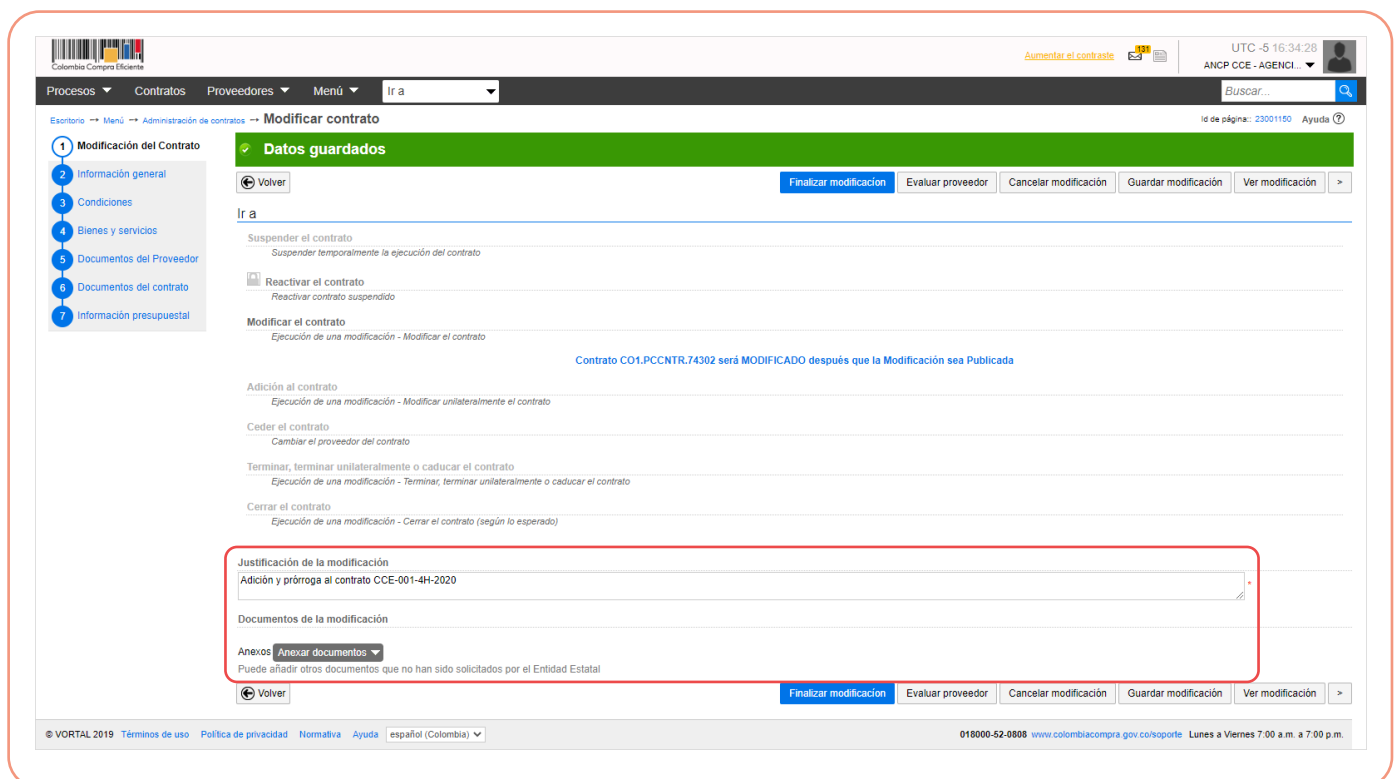 Colombia Compra Eficiente
Aumentar el contraste
131
UTC -5 16:34:28
ANCP CCE - AGENCI...
Procesos Contratos Proveedores Menú Ir a Buscar...
Escritorio → Menú → Administración de contratos → Modificar contrato
Id de página:: 23001150 Ayuda ?
1 Modificación del Contrato
2 Información general
3 Condiciones
4 Bienes y servicios
5 Documentos del Proveedor
6 Documentos del contrato
7 Información presupuestal
Datos guardados
Volver Finalizar modificacíon Evaluar proveedor Cancelar modificación Guardar modificación Ver modificación >
Ir a
Suspender el contrato
Suspender temporalmente la ejecución del contrato
Reactivar el contrato
Reactivar contrato suspendido
Modificar el contrato
Ejecución de una modificación - Modificar el contrato
Contrato CO1.PCCNTR.74302 será MODIFICADO después que la Modificación sea Publicada
Adición al contrato
Ejecución de una modificación - Modificar unilateralmente el contrato
Ceder el contrato
Cambiar el proveedor del contrato
Terminar, terminar unilateralmente o caducar el contrato
Ejecución de una modificación - Terminar, terminar unilateralmente o caducar el contrato
Cerrar el contrato
Ejecución de una modificación - Cerrar el contrato (según lo esperado)
Justificación de la modificación
Adición y prórroga al contrato CCE-001-4H-2020
*
Documentos de la modificación
Anexos Anexar documentos
Puede añadir otros documentos que no han sido solicitados por el Entidad Estatal
Volver Finalizar modificacíon Evaluar proveedor Cancelar modificación Guardar modificación Ver modificación >
© VORTAL 2019 Términos de uso Política de privacidad Normativa Ayuda español (Colombia)
018000-52-0808 www.colombiacompra.gov.co/soporte Lunes a Viernes 7:00 a.m. a 7:00 p.m.